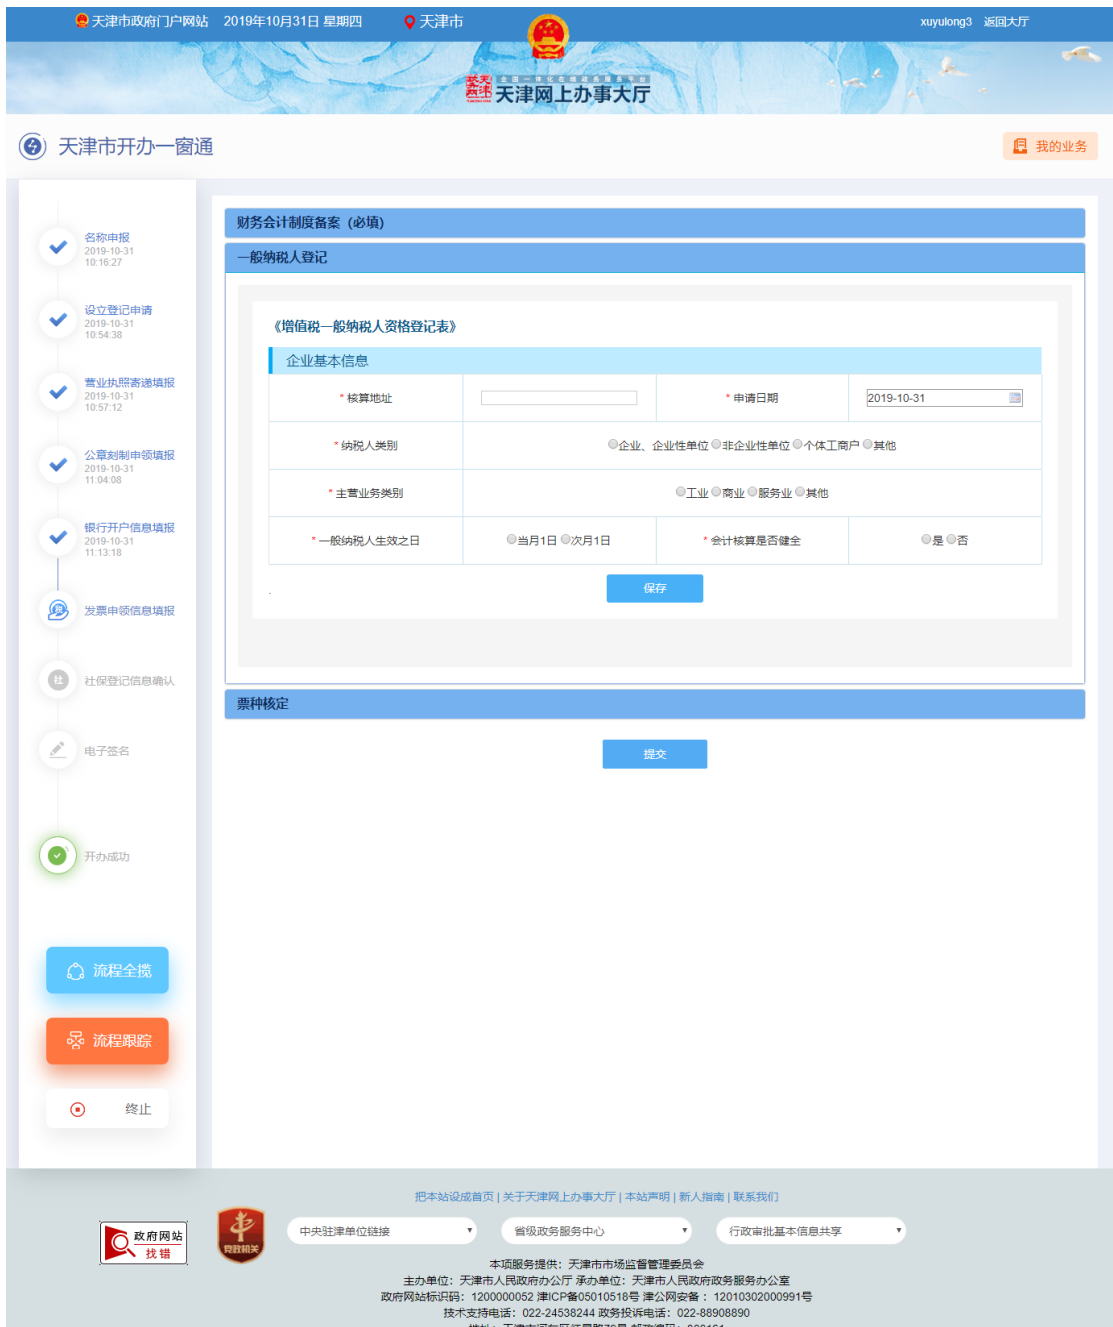 天津市政府门户网站 2019年10月31日 星期四 天津市 xuyulong3 返回大厅
全国一体化在线政务服务平台
天津网上办事大厅
天津市开办一窗通 我的业务
名称申报
2019-10-31
10:16:27
设立登记申请
2019-10-31
10:54:38
营业执照寄递填报
2019-10-31
10:57:12
公章刻制申领填报
2019-10-31
11:04:08
银行开户信息填报
2019-10-31
11:13:18
税
发票申领信息填报
社
社保登记信息确认
电子签名
开办成功
流程全揽
流程跟踪
终止
财务会计制度备案（必填）
一般纳税人登记
《增值税一般纳税人资格登记表》
企业基本信息
*核算地址 *申请日期 2019-10-31
*纳税人类别 企业、企业性单位 非企业性单位 个体工商户 其他
*主营业务类别 工业 商业 服务业 其他
*一般纳税人生效之日 当月1日 次月1日 *会计核算是否健全 是 否
.
保存
票种核定
提交
把本站设成首页 | 关于天津网上办事大厅 | 本站声明 | 新人指南 | 联系我们
政府网站
找错
党政机关
中央驻津单位链接 省级政务服务中心 行政审批基本信息共享
本项服务提供：天津市市场监督管理委员会
主办单位：天津市人民政府办公厅 承办单位：天津市人民政府政务服务办公室
政府网站标识码：1200000052 津ICP备05010518号 津公网安备：12010302000991号
技术支持电话：022-24538244 政务投诉电话：022-88908890